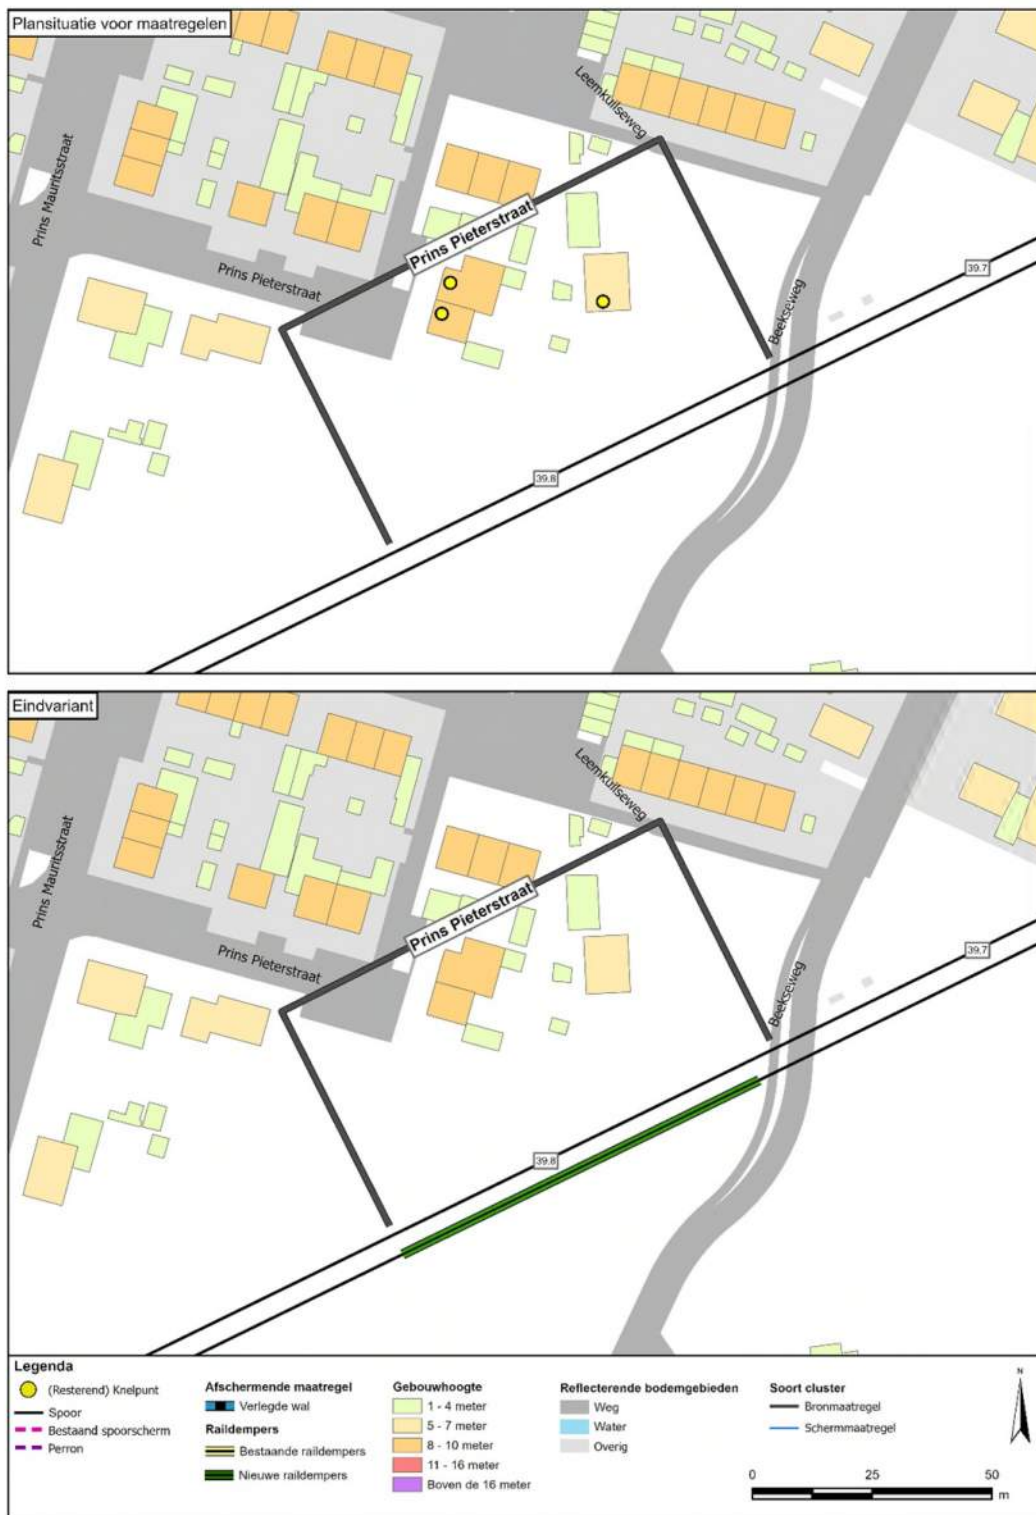 Plansituatie voor maatregelen
Leemkuilseweg
Prins Mauritsstraat
Prins Pieterstraat
Prins Pieterstraat
39.7
Beekseweg
39.8
Eindvariant
Leemkuilseweg
Prins Mauritsstraat
Prins Pieterstraat
Prins Pieterstraat
39.7
Beekseweg
39.8
Legenda
(Resterend) Knelpunt
Spoor
Bestaand spoorscherm
Perron
Afschermende maatregel
Verlegde wal
Raildempers
Bestaande raildempers
Nieuwe raildempers
Gebouwhoogte
1 - 4 meter
5 - 7 meter
8 - 10 meter
11 - 16 meter
Boven de 16 meter
Reflecterende bodemgebieden
Weg
Water
Overig
Soort cluster
Bronmaatregel
Schermmaatregel
N
0 25 50
m